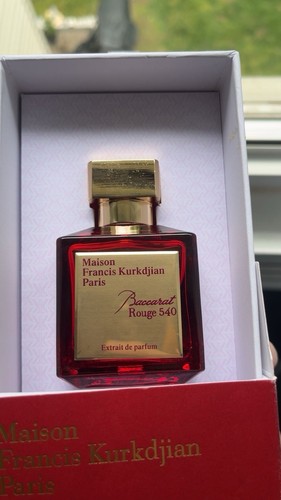 Maison
Francis Kurkdjian
Paris
Baccarat
Rouge 540
Extrait de parfum
Maison
Francis Kurkdjian
Paris